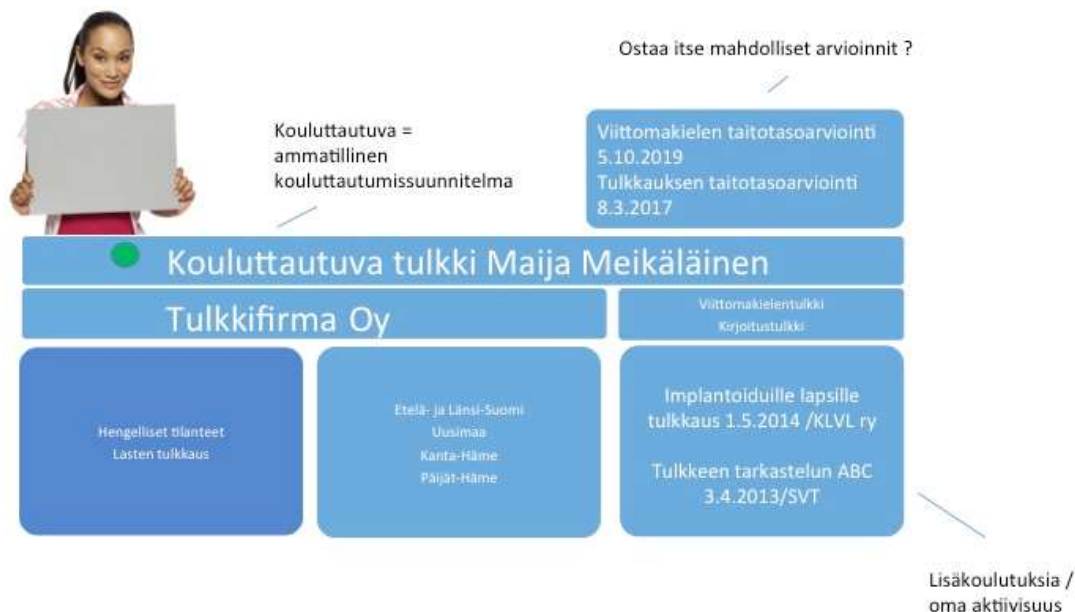 Ostaa itse mahdolliset arvioinnit ?
Kouluttautuva =
ammatillinen
kouluttautumissuunnitelma
Viittomakielen taitotasoarviointi
5.10.2019
Tulkkauksen taitotasoarviointi
8.3.2017
Kouluttautuva tulkki Maija Meikäläinen
Tulkkifirma Oy
Viittomakielentulkki
Kirjoitustulkki
Hengelliset tilanteet
Lasten tulkkaus
Etelä- ja Länsi-Suomi
Uusimaa
Kanta-Häme
Päijät-Häme
Implantoiduille lapsille
tulkkaus 1.5.2014 /KLVL ry
Tulkkeen tarkastelun ABC
3.4.2013/SVT
Lisäkoulutuksia /
oma aktiivisuus